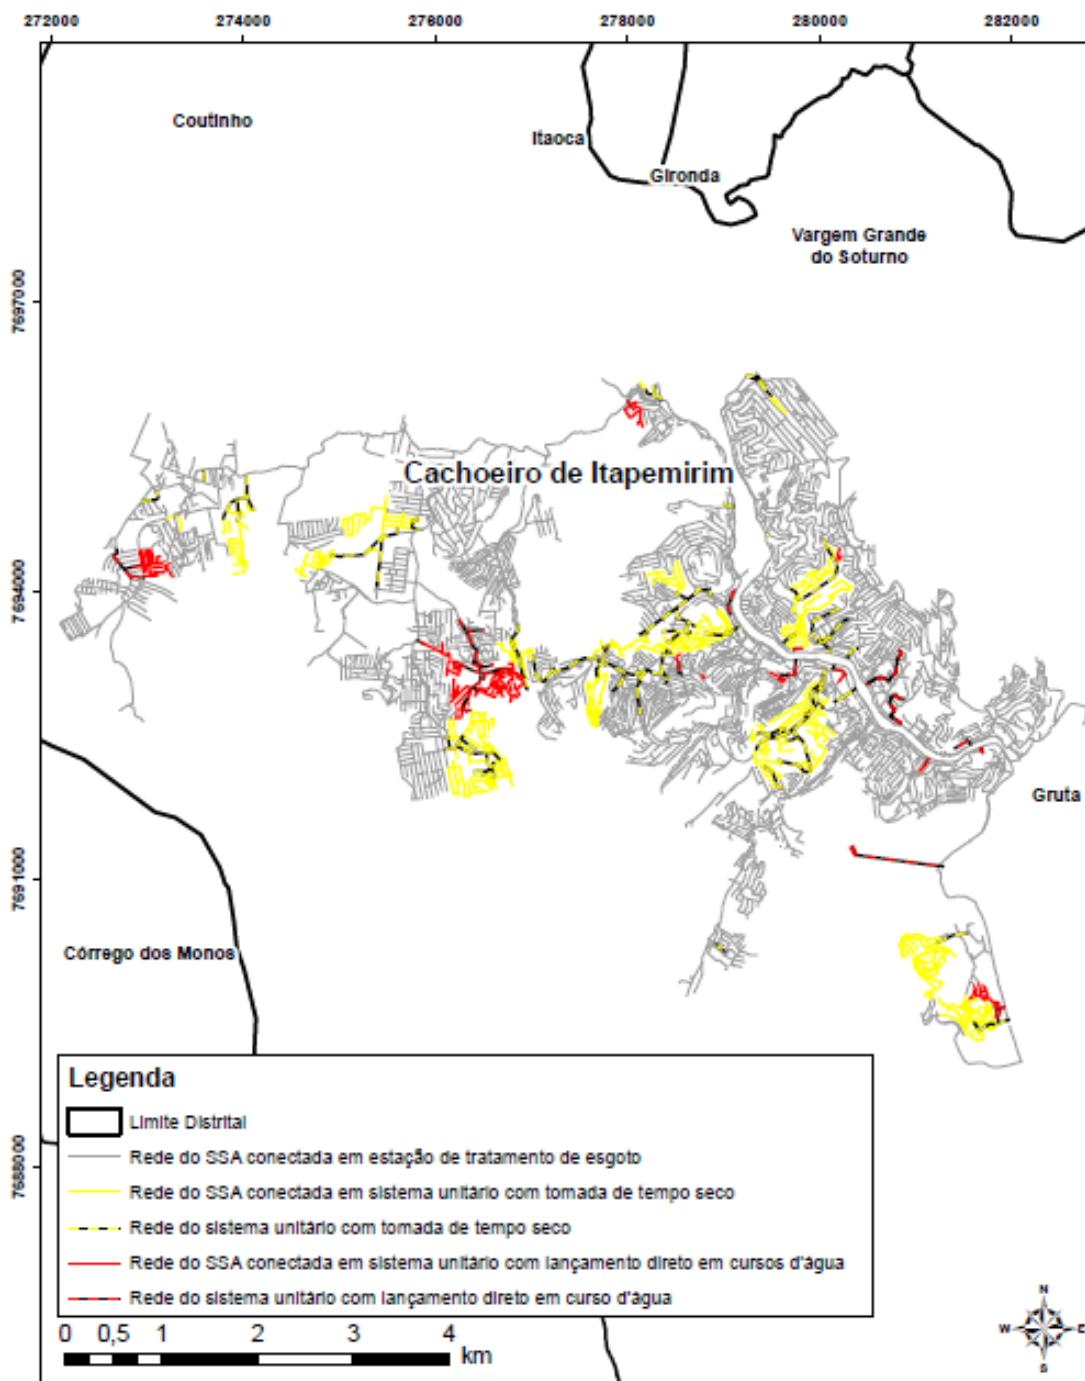 272000 274000 276000 278000 280000 282000
Coutinho
Itaoca
Gironda
Vargem Grande
do Soturno
7697000
Cachoeiro de Itapemirim
7694000
Gruta
7691000
Córrego dos Monos
Legenda
Limite Distrital
Rede do SSA conectada em estação de tratamento de esgoto
Rede do SSA conectada em sistema unitário com tomada de tempo seco
7688000
Rede do sistema unitário com tomada de tempo seco
Rede do SSA conectada em sistema unitário com lançamento direto em cursos d'água
Rede do sistema unitário com lançamento direto em curso d'água
0 0,5 1 2 3 4
km
N
W E
S